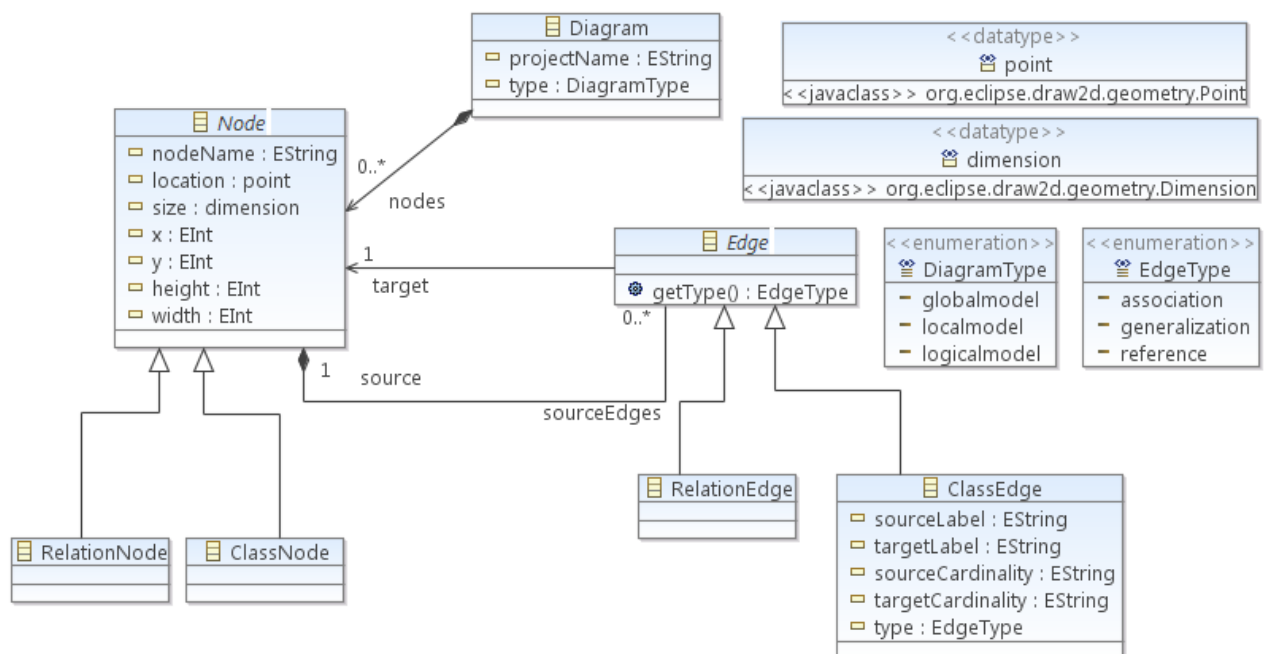 Diagram
projectName : EString
type : DiagramType
<<datatype>>
point
<<javaclass>> org.eclipse.draw2d.geometry.Point
<<datatype>>
dimension
<<javaclass>> org.eclipse.draw2d.geometry.Dimension
Node
nodeName : EString
location : point
size : dimension
x : EInt
y : EInt
height : EInt
width : EInt
0..*
nodes
1
target
Edge
getType() : EdgeType
0..*
<<enumeration>>
DiagramType
globalmodel
localmodel
logicalmodel
<<enumeration>>
EdgeType
association
generalization
reference
1
source
sourceEdges
RelationNode
ClassNode
RelationEdge
ClassEdge
sourceLabel : EString
targetLabel : EString
sourceCardinality : EString
targetCardinality : EString
type : EdgeType